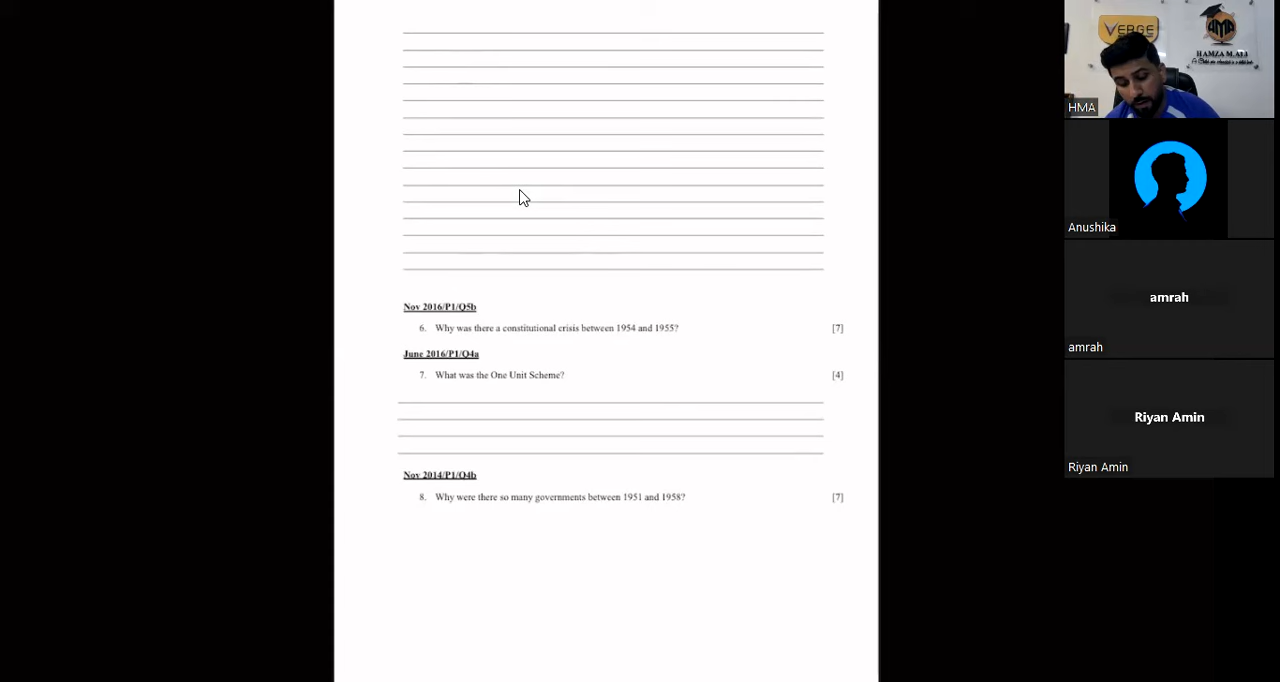 Nov 2016/P1/Q5b
6. Why was there a constitutional crisis between 1954 and 1955? [7]
June 2016/P1/Q4a
7. What was the One Unit Scheme? [4]
Nov 2014/P1/Q4b
8. Why were there so many governments between 1951 and 1958? [7]
VERGE
HAMZA M. ALI
HMA
Anushika
amrah
amrah
Riyan Amin
Riyan Amin